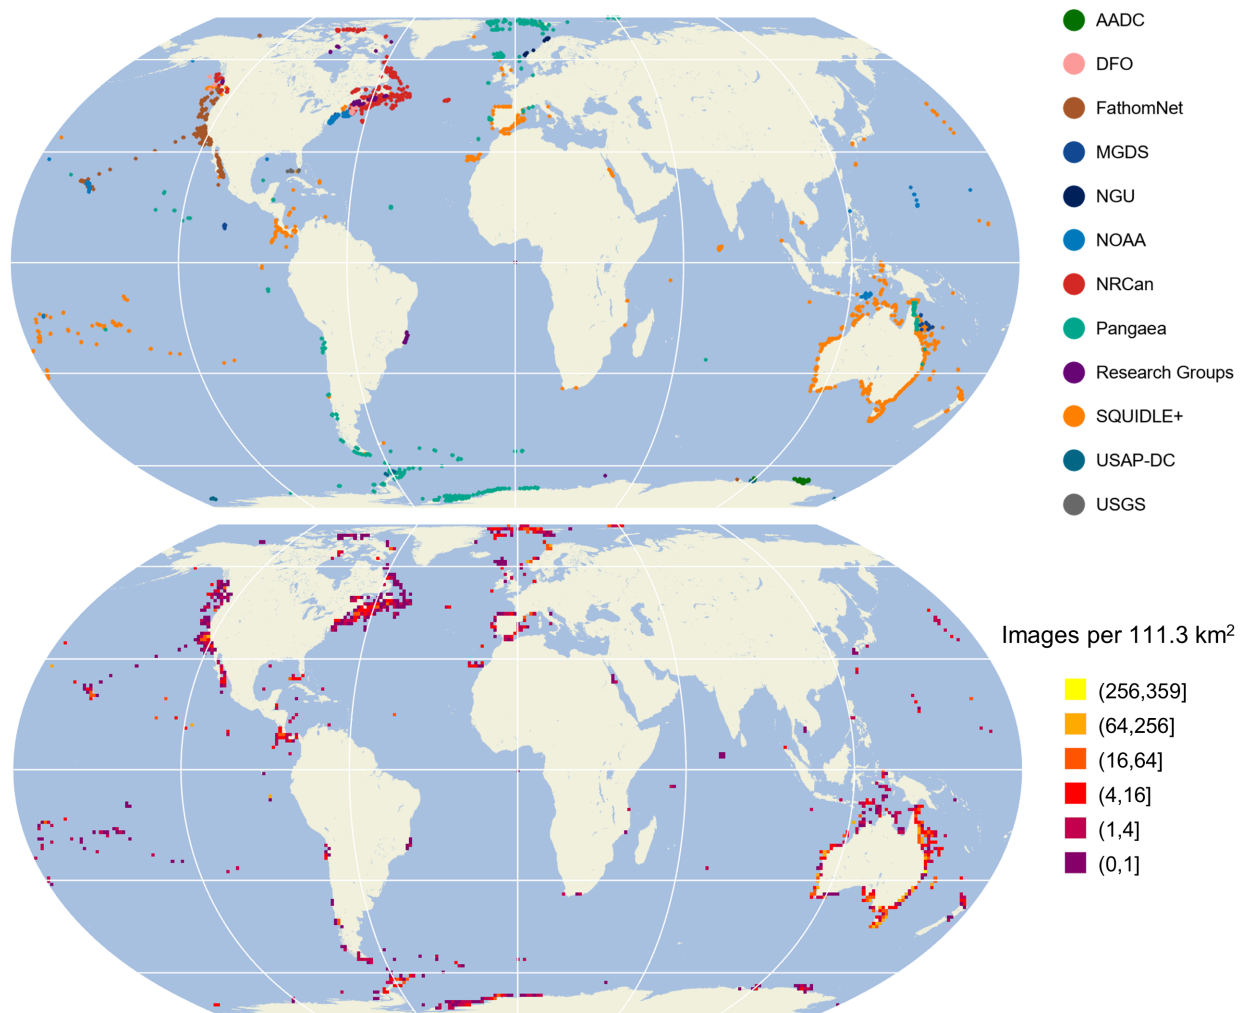 AADC
DFO
FathomNet
MGDS
NGU
NOAA
NRCan
Pangaea
Research Groups
SQUIDLE+
USAP-DC
USGS
Images per 111.3 km²
(256,359]
(64,256]
(16,64]
(4,16]
(1,4]
(0,1]